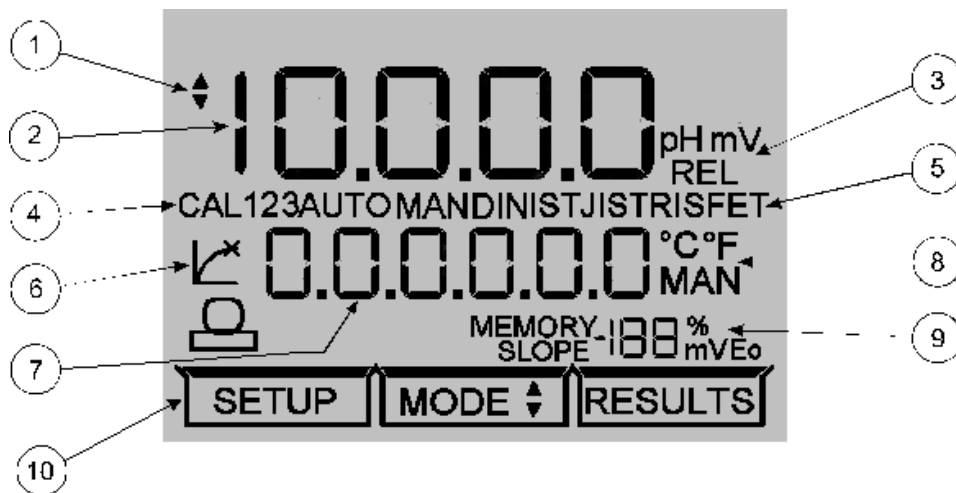 1
2
3
4
5
6
7
8
9
10
10.0.0.0
pH mV
REL
CAL123AUTOMANDINISTJISTRISFET
0.0.0.0.0.0
°C°F
MAN
MEMORY
SLOPE
-188
%
mVEo
SETUP
MODE
RESULTS